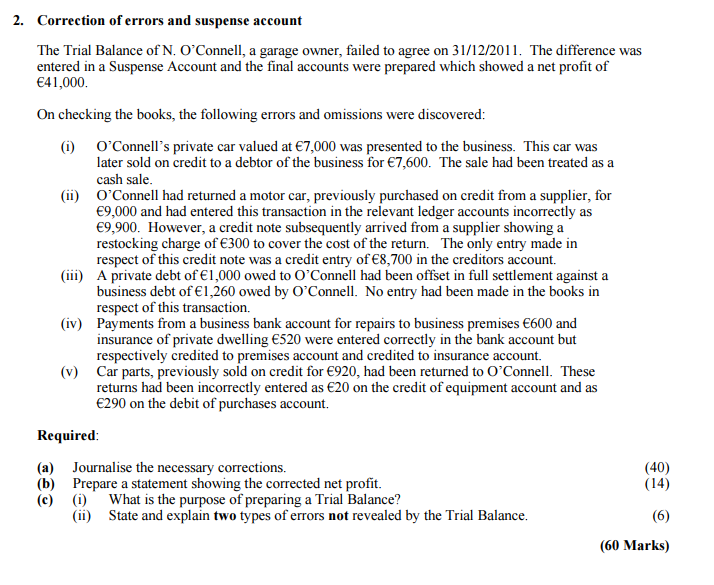 2. Correction of errors and suspense account
The Trial Balance of N. O’Connell, a garage owner, failed to agree on 31/12/2011. The difference was
entered in a Suspense Account and the final accounts were prepared which showed a net profit of
€41,000.
On checking the books, the following errors and omissions were discovered:
(i) O’Connell’s private car valued at €7,000 was presented to the business. This car was
later sold on credit to a debtor of the business for €7,600. The sale had been treated as a
cash sale.
(ii) O’Connell had returned a motor car, previously purchased on credit from a supplier, for
€9,000 and had entered this transaction in the relevant ledger accounts incorrectly as
€9,900. However, a credit note subsequently arrived from a supplier showing a
restocking charge of €300 to cover the cost of the return. The only entry made in
respect of this credit note was a credit entry of €8,700 in the creditors account.
(iii) A private debt of €1,000 owed to O’Connell had been offset in full settlement against a
business debt of €1,260 owed by O’Connell. No entry had been made in the books in
respect of this transaction.
(iv) Payments from a business bank account for repairs to business premises €600 and
insurance of private dwelling €520 were entered correctly in the bank account but
respectively credited to premises account and credited to insurance account.
(v) Car parts, previously sold on credit for €920, had been returned to O’Connell. These
returns had been incorrectly entered as €20 on the credit of equipment account and as
€290 on the debit of purchases account.
Required:
(a) Journalise the necessary corrections. (40)
(b) Prepare a statement showing the corrected net profit. (14)
(c) (i) What is the purpose of preparing a Trial Balance?
(ii) State and explain two types of errors not revealed by the Trial Balance. (6)
(60 Marks)